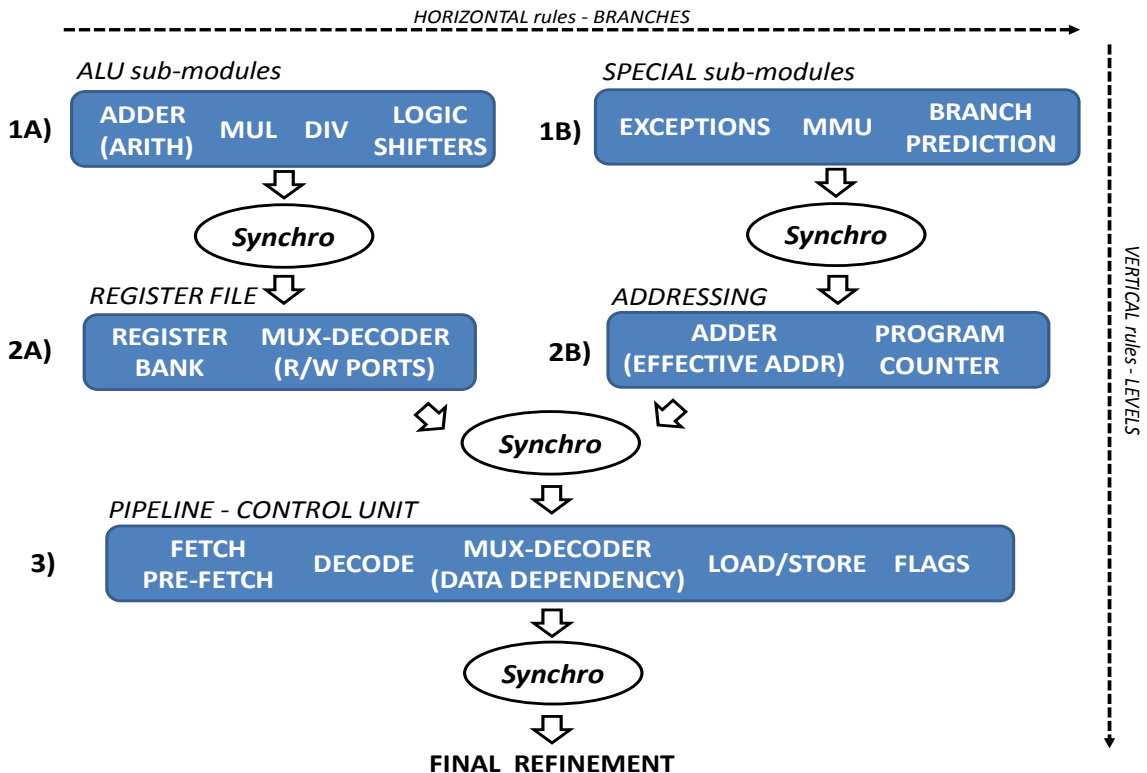 HORIZONTAL rules - BRANCHES
ALU sub-modules
SPECIAL sub-modules
1A)
ADDER
(ARITH)
MUL
DIV
LOGIC
SHIFTERS
1B)
EXCEPTIONS
MMU
BRANCH
PREDICTION
Synchro
Synchro
REGISTER FILE
ADDRESSING
2A)
REGISTER
BANK
MUX-DECODER
(R/W PORTS)
2B)
ADDER
(EFFECTIVE ADDR)
PROGRAM
COUNTER
VERTICAL rules - LEVELS
Synchro
PIPELINE - CONTROL UNIT
3)
FETCH
PRE-FETCH
DECODE
MUX-DECODER
(DATA DEPENDENCY)
LOAD/STORE
FLAGS
Synchro
FINAL REFINEMENT